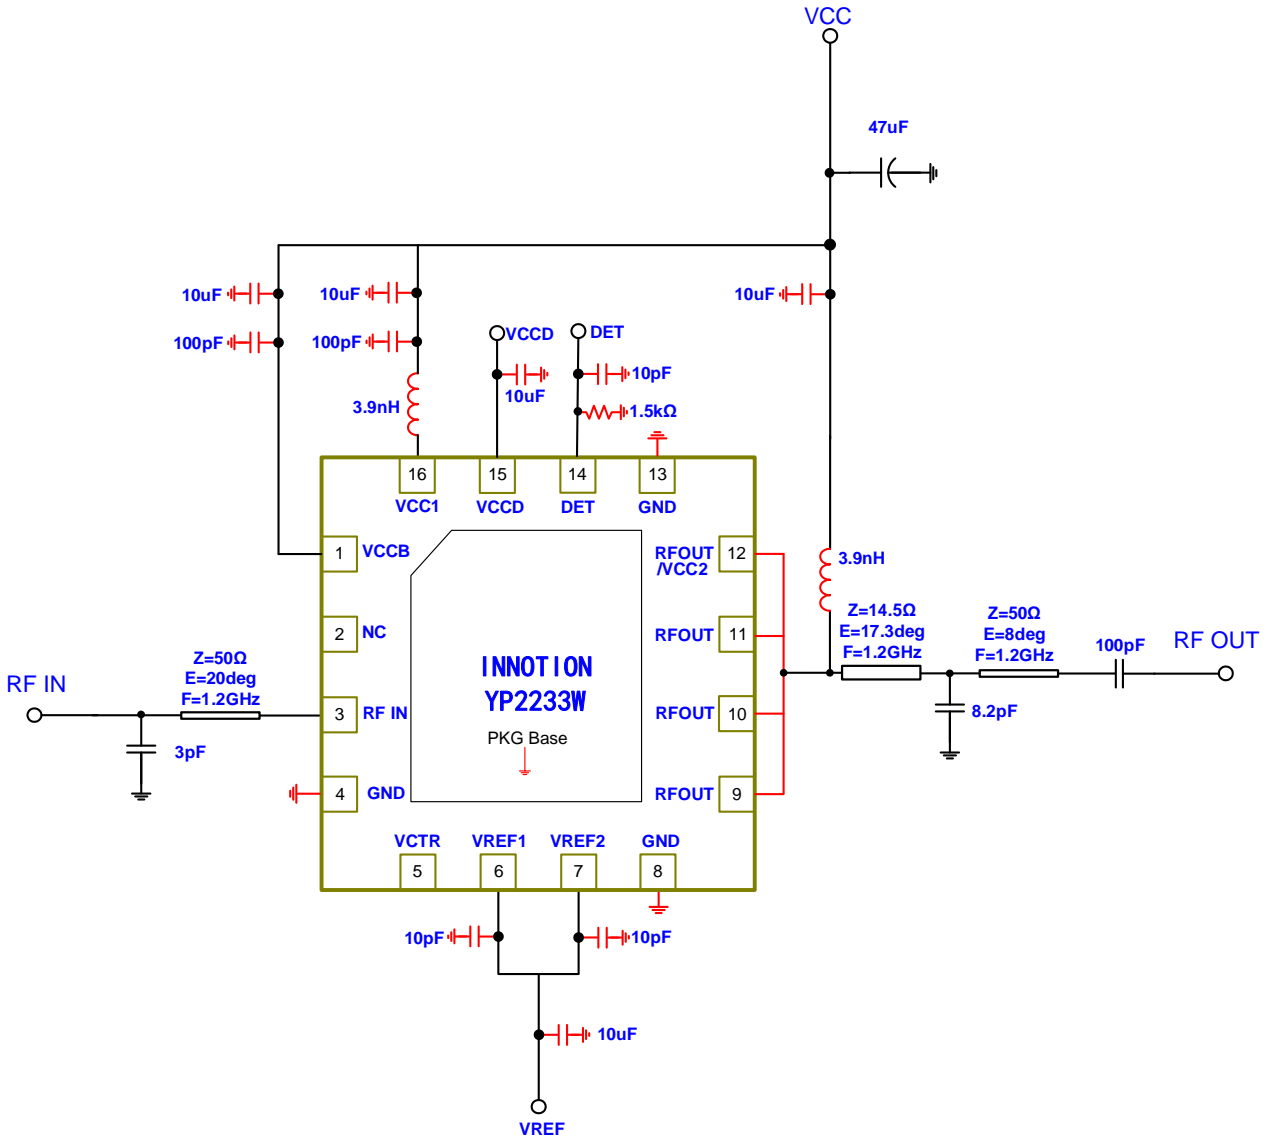 VCC
47uF
10uF
10uF
10uF
100pF
100pF
VCCD
DET
10pF
10uF
3.9nH
1.5kΩ
16
15
14
13
VCC1
VCCD
DET
GND
1
VCCB
RFOUT
/VCC2
12
3.9nH
2
NC
RFOUT
11
Z=14.5Ω
E=17.3deg
F=1.2GHz
Z=50Ω
E=8deg
F=1.2GHz
100pF
RF OUT
Z=50Ω
E=20deg
F=1.2GHz
RF IN
INNOTION
YP2233W
PKG Base
3
RF IN
RFOUT
10
8.2pF
3pF
4
GND
RFOUT
9
VCTR
VREF1
VREF2
GND
5
6
7
8
10pF
10pF
10uF
VREF